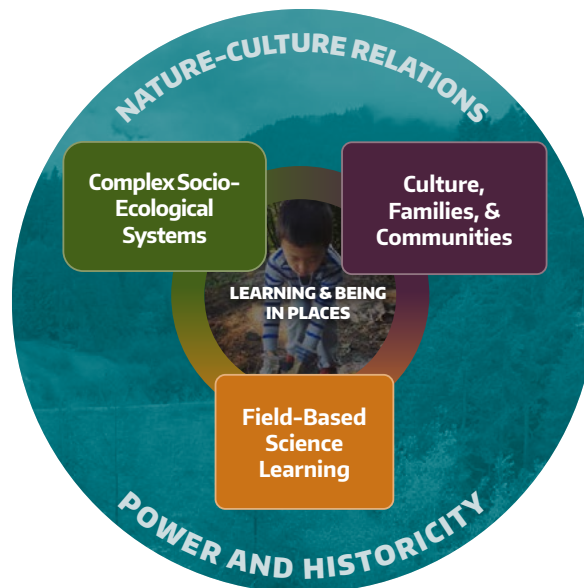 NATURE-CULTURE RELATIONS
Complex Socio-
Ecological
Systems
Culture,
Families, &
Communities
LEARNING & BEING
IN PLACES
Field-Based
Science
Learning
POWER AND HISTORICITY